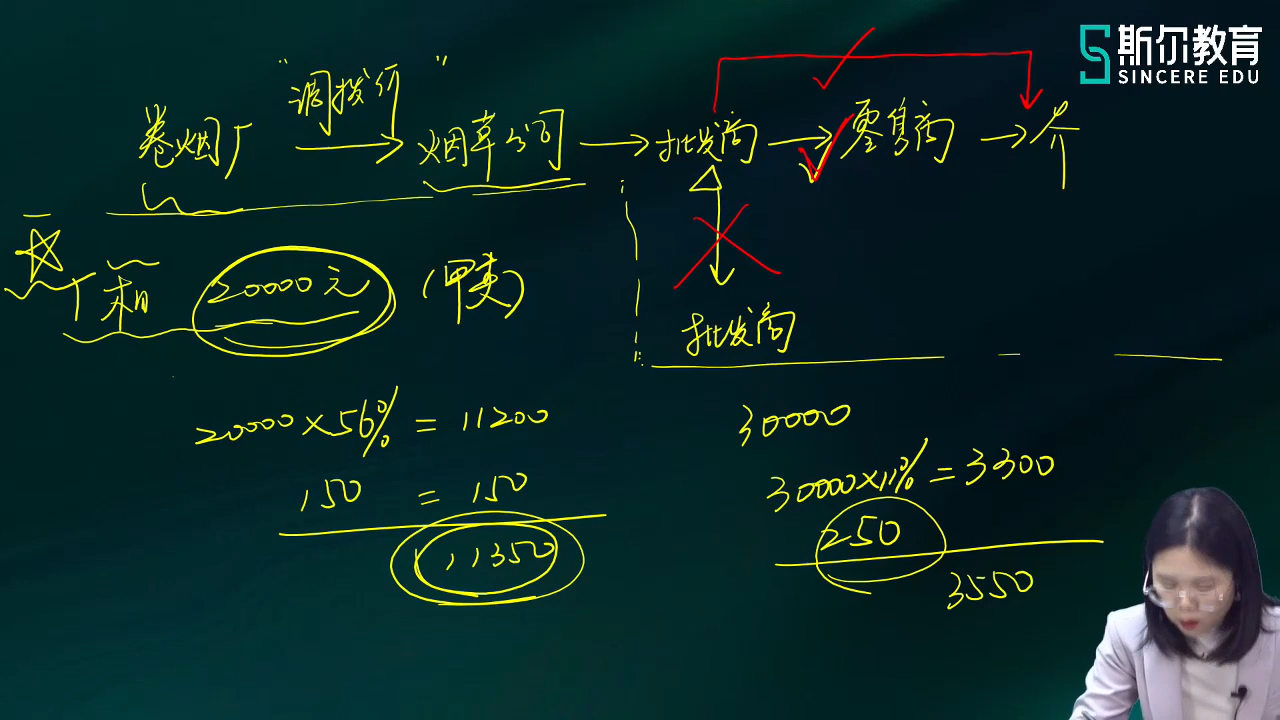 斯尔教育
SINCERE EDU
“调拨价”
卷烟厂 → 烟草公司 → 批发商 → 零售商 → 个
一箱 20000元 (甲类)
批发商
20000×56% = 11200
150 = 150
11350
30000
30000×11% = 3300
250
3550